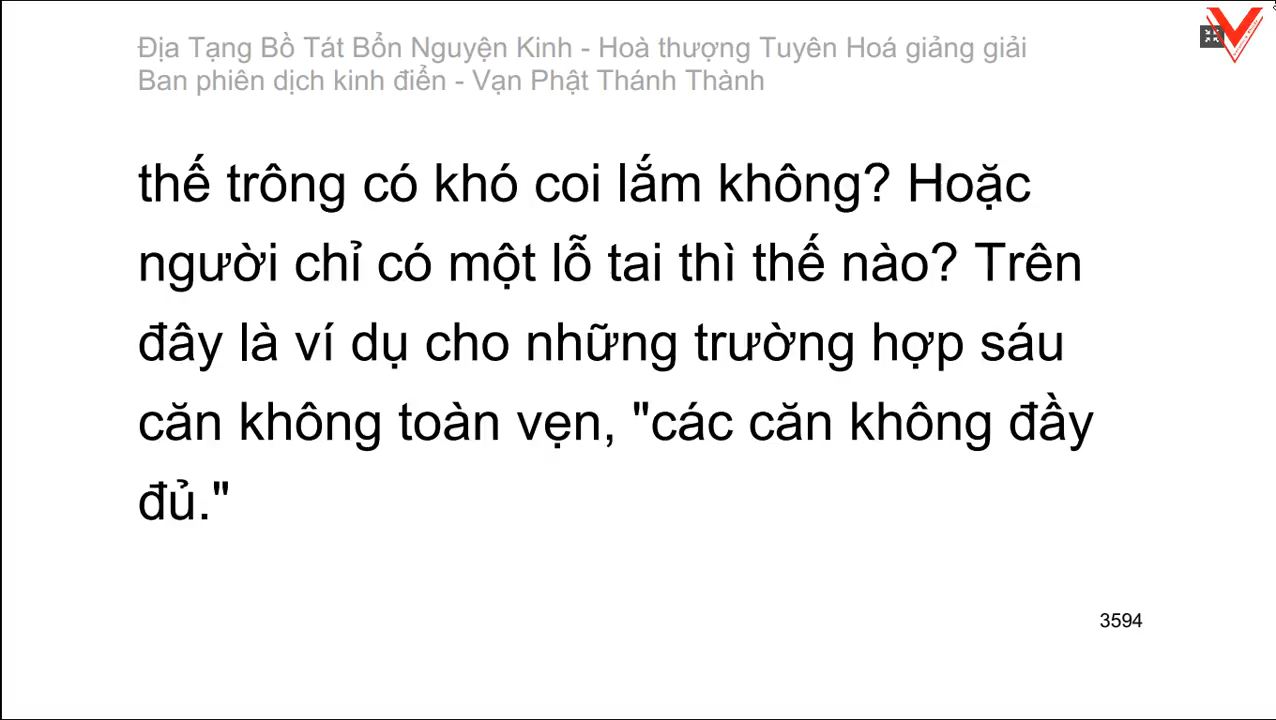 Địa Tạng Bồ Tát Bổn Nguyện Kinh - Hoà thượng Tuyên Hoá giảng giải
Ban phiên dịch kinh điển - Vạn Phật Thánh Thành
thế trông có khó coi lắm không? Hoặc
người chỉ có một lỗ tai thì thế nào? Trên
đây là ví dụ cho những trường hợp sáu
căn không toàn vẹn, "các căn không đầy
đủ."
3594